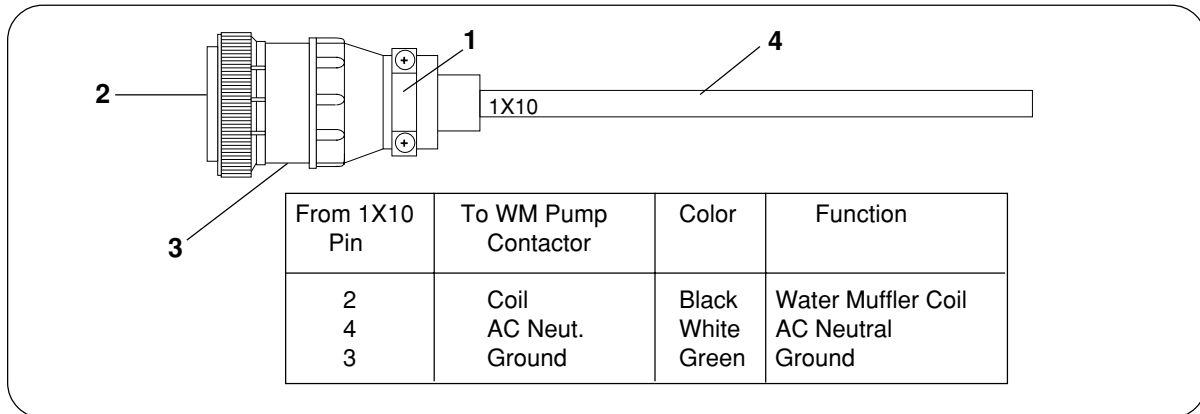 1
4
2
1X10
3
From 1X10 Pin
To WM Pump Contactor
Color
Function
2 Coil Black Water Muffler Coil
4 AC Neut. White AC Neutral
3 Ground Green Ground